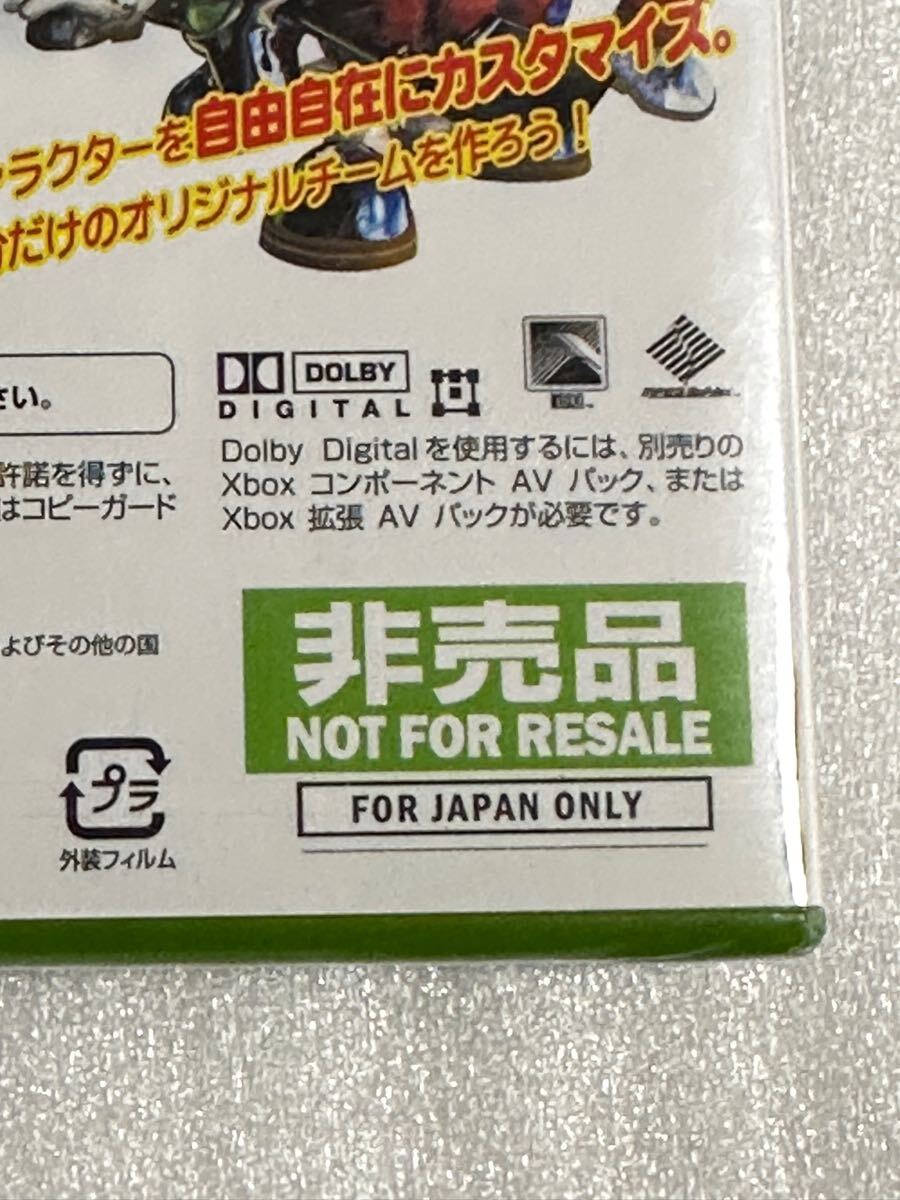 ャラクターを自由自在にカスタマイズ。
分だけのオリジナルチームを作ろう！
さい。
DOLBY
DIGITAL
許諾を得ずに、
はコピーガード
Dolby Digitalを使用するには、別売りの
Xbox コンポーネント AV パック、または
Xbox 拡張 AV パックが必要です。
よびその他の国
非売品
NOT FOR RESALE
FOR JAPAN ONLY
プラ
外装フィルム